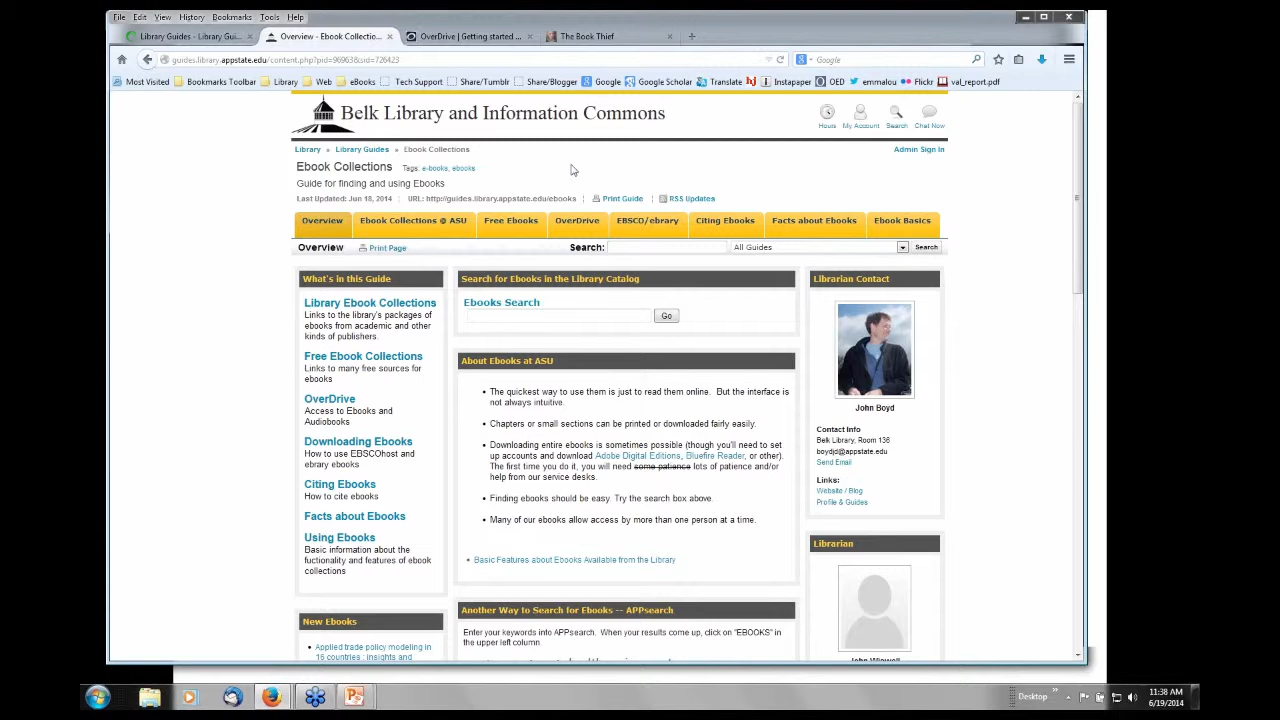 File Edit View History Bookmarks Tools Help
Library Guides - Library Gui... × Overview - Ebook Collectio... × OverDrive | Getting started ... × The Book Thief × +
guides.library.appstate.edu/content.php?pid=96963&sid=726423 Google
Most Visited Bookmarks Toolbar Library Web eBooks Tech Support Share/Tumblr Share/Blogger Google Google Scholar Translate Instapaper OED emmalou Flickr val_report.pdf
Belk Library and Information Commons
Hours My Account Search Chat Now
Library » Library Guides » Ebook Collections Admin Sign In
Ebook Collections Tags: e-books, ebooks
Guide for finding and using Ebooks
Last Updated: Jun 18, 2014 URL: http://guides.library.appstate.edu/ebooks Print Guide RSS Updates
Overview Ebook Collections @ ASU Free Ebooks OverDrive EBSCO/ebrary Citing Ebooks Facts about Ebooks Ebook Basics
Overview Print Page Search: All Guides Search
What's in this Guide
Library Ebook Collections
Links to the library's packages of
ebooks from academic and other
kinds of publishers.
Free Ebook Collections
Links to many free sources for
ebooks
OverDrive
Access to Ebooks and
Audiobooks
Downloading Ebooks
How to use EBSCOhost and
ebrary ebooks
Citing Ebooks
How to cite ebooks
Facts about Ebooks
Using Ebooks
Basic information about the
fuctionality and features of ebook
collections
New Ebooks
• Applied trade policy modeling in
16 countries : insights and
Search for Ebooks in the Library Catalog
Ebooks Search
Go
About Ebooks at ASU
• The quickest way to use them is just to read them online. But the interface is
not always intuitive.
• Chapters or small sections can be printed or downloaded fairly easily.
• Downloading entire ebooks is sometimes possible (though you'll need to set
up accounts and download Adobe Digital Editions, Bluefire Reader, or other).
The first time you do it, you will need some patience lots of patience and/or
help from our service desks.
• Finding ebooks should be easy. Try the search box above.
• Many of our ebooks allow access by more than one person at a time.
• Basic Features about Ebooks Available from the Library
Another Way to Search for Ebooks -- APPsearch
Enter your keywords into APPsearch. When your results come up, click on "EBOOKS" in
the upper left column
Librarian Contact
John Boyd
Contact Info
Belk Library, Room 136
boydjd@appstate.edu
Send Email
Links:
Website / Blog
Profile & Guides
Librarian
John Wiswell
Desktop » 11:38 AM
6/19/2014